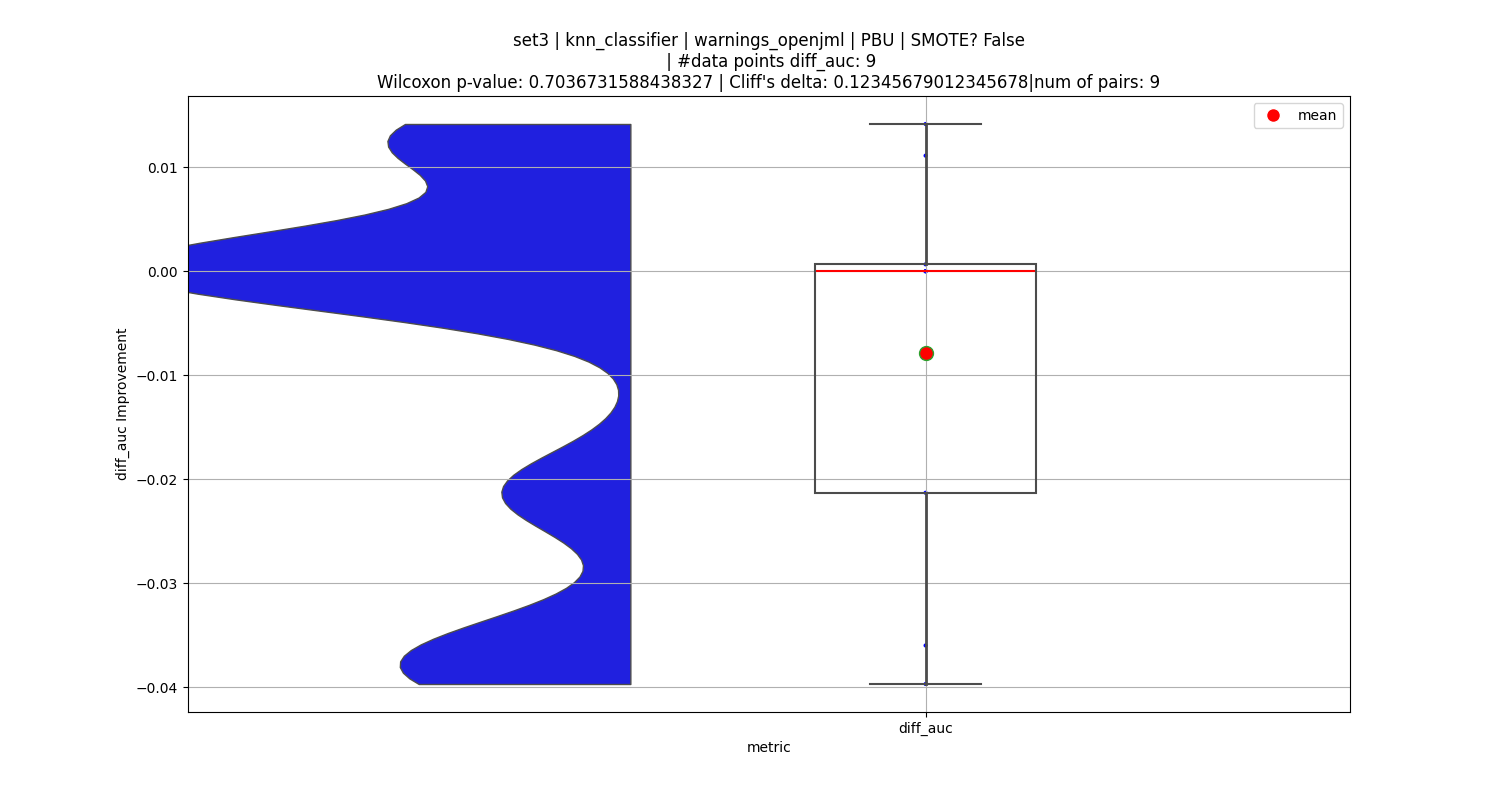 set3 | knn_classifier | warnings_openjml | PBU | SMOTE? False
| #data points diff_auc: 9
Wilcoxon p-value: 0.7036731588438327 | Cliff's delta: 0.12345679012345678|num of pairs: 9
mean
0.01
0.00
−0.01
−0.02
−0.03
−0.04
diff_auc Improvement
diff_auc
metric